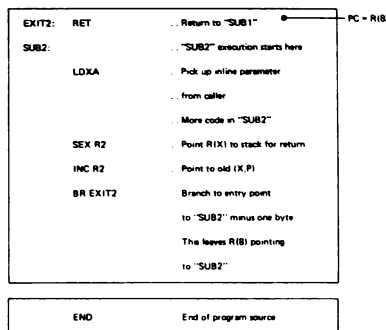 EXIT2: RET .. Return to "SUB1" PC = R(8
SUB2: .. "SUB2" execution starts here
LDXA Pick up inline parameter
.. from caller
.. More code in "SUB2"
SEX R2 Point R(X) to stack for return
INC R2 Point to old (X,P)
BR EXIT2 Branch to entry point
to "SUB2" minus one byte
This leaves R(8) pointing
to "SUB2"
END End of program source